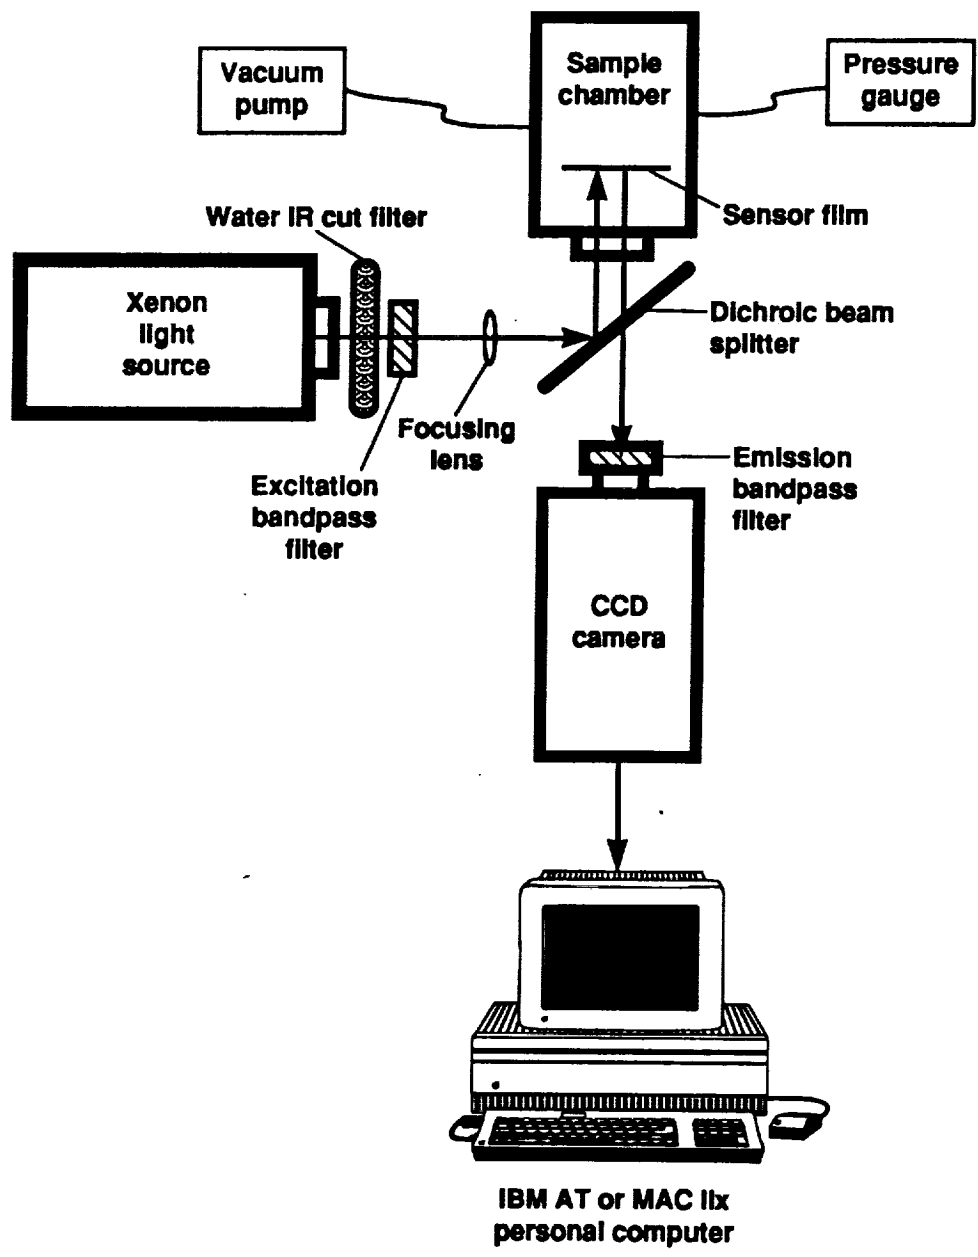 Vacuum
pump
Sample
chamber
Pressure
gauge
Sensor film
Water IR cut filter
Xenon
light
source
Dichroic beam
splitter
Focusing
lens
Excitation
bandpass
filter
Emission
bandpass
filter
CCD
camera
IBM AT or MAC IIx
personal computer